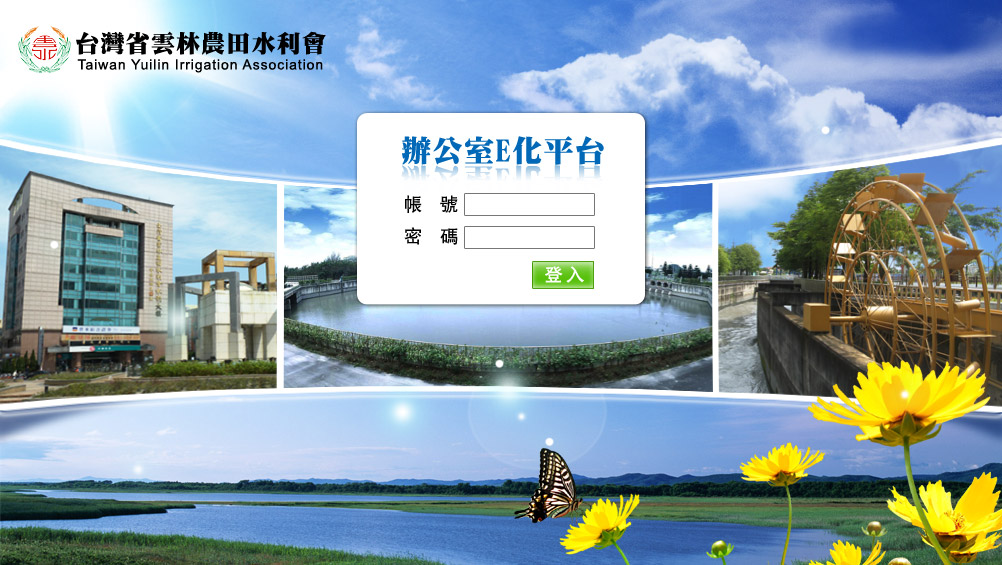 台灣省雲林農田水利會
Taiwan Yuilin Irrigation Association
辦公室E化平台
帳 號
密 碼
登入